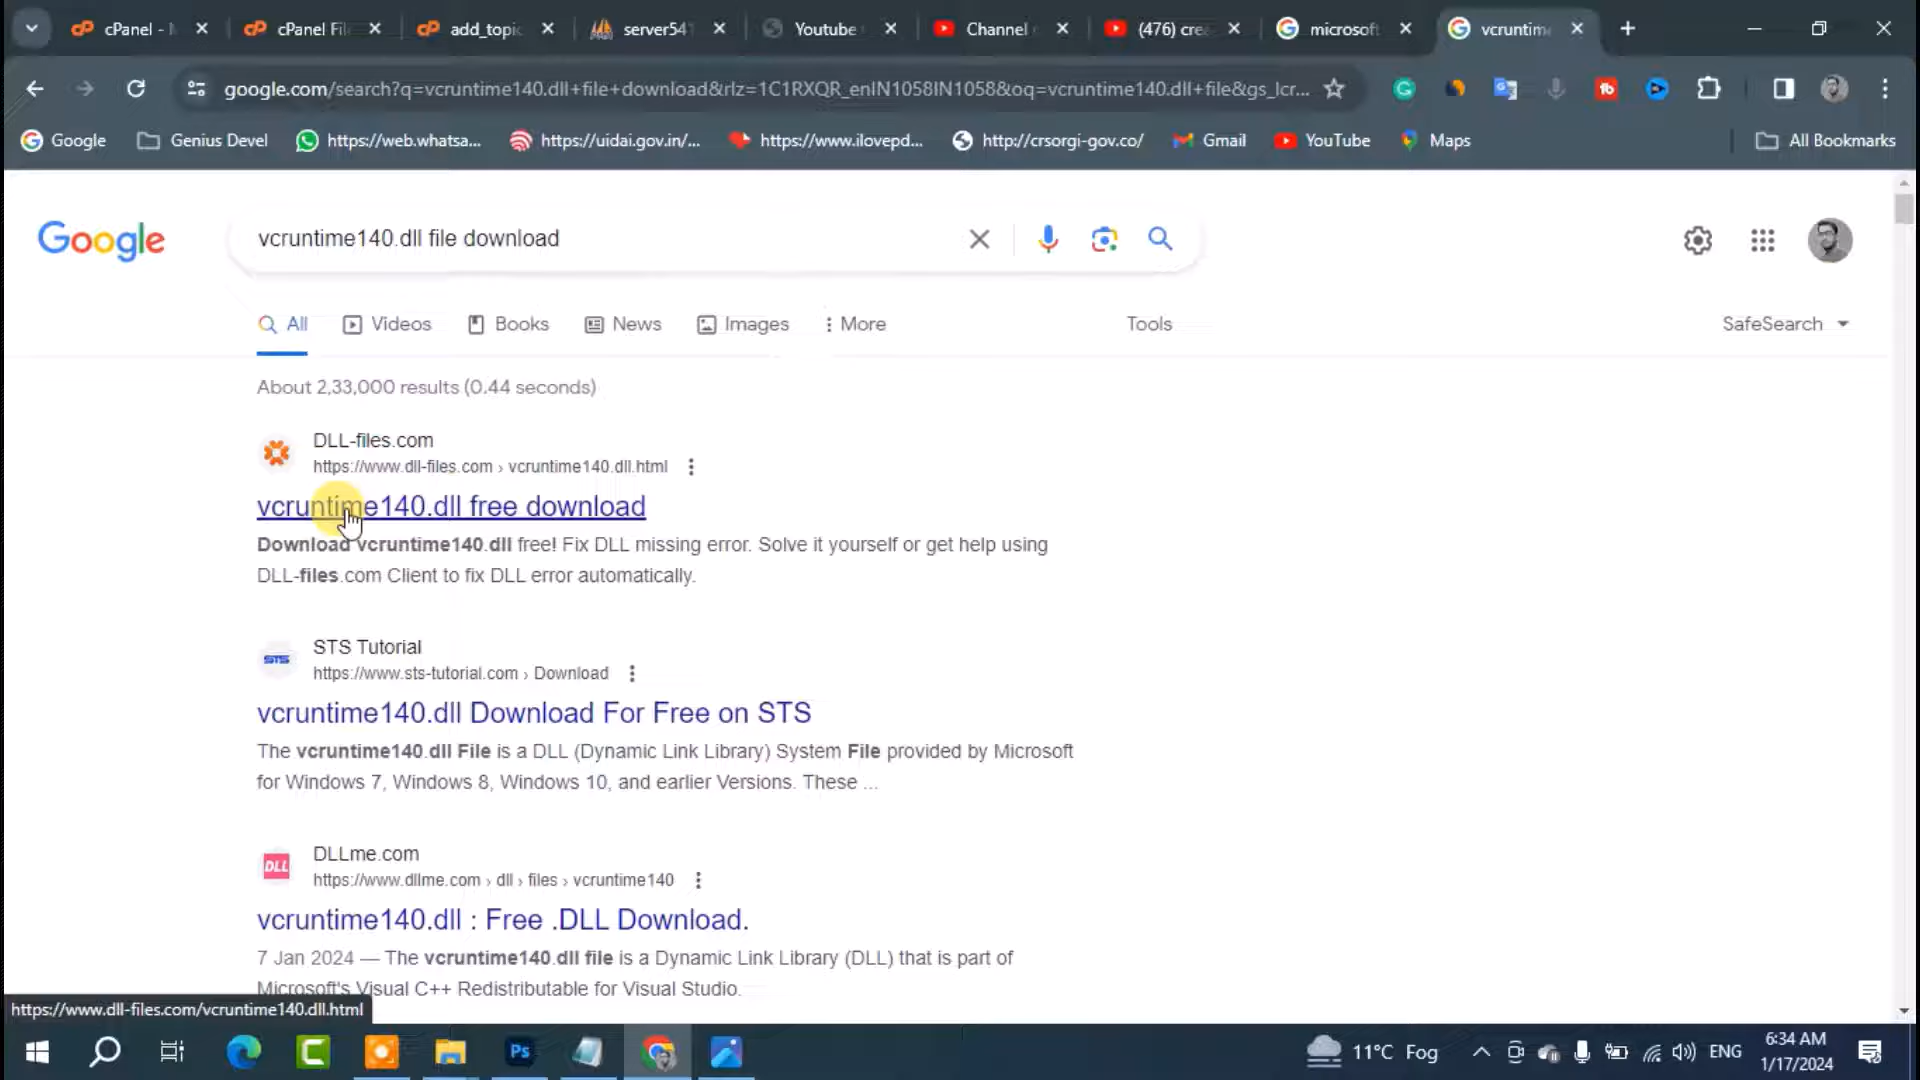 cPanel - M
cPanel Fil
add_topic
server541
Youtube
Channel
(476) crea
microsoft
vcruntime
google.com/search?q=vcruntime140.dll+file+download&rlz=1C1RXQR_enIN1058IN1058&oq=vcruntime140.dll+file&gs_lcr...
Google
Genius Devel
https://web.whatsa...
https://uidai.gov.in/...
https://www.ilovepd...
http://crsorgi-gov.co/
Gmail
YouTube
Maps
All Bookmarks
Google
vcruntime140.dll file download
All
Videos
Books
News
Images
More
Tools
SafeSearch
About 2,33,000 results (0.44 seconds)
DLL-files.com
https://www.dll-files.com › vcruntime140.dll.html
vcruntime140.dll free download
Download vcruntime140.dll free! Fix DLL missing error. Solve it yourself or get help using
DLL-files.com Client to fix DLL error automatically.
STS
STS Tutorial
https://www.sts-tutorial.com › Download
vcruntime140.dll Download For Free on STS
The vcruntime140.dll File is a DLL (Dynamic Link Library) System File provided by Microsoft
for Windows 7, Windows 8, Windows 10, and earlier Versions. These ...
DLL
DLLme.com
https://www.dllme.com › dll › files › vcruntime140
vcruntime140.dll : Free .DLL Download.
7 Jan 2024 — The vcruntime140.dll file is a Dynamic Link Library (DLL) that is part of
Microsoft's Visual C++ Redistributable for Visual Studio.
https://www.dll-files.com/vcruntime140.dll.html
Ps
11°C Fog
ENG
6:34 AM
1/17/2024